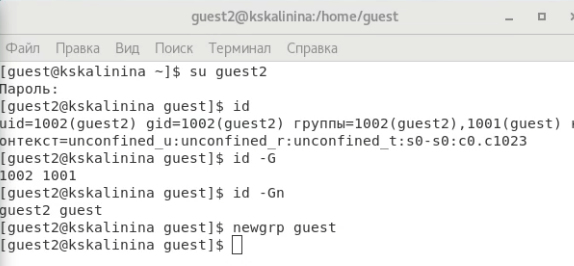 guest2@kskalinina:/home/guest
Файл Правка Вид Поиск Терминал Справка
[guest@kskalinina ~]$ su guest2
Пароль:
[guest2@kskalinina guest]$ id
uid=1002(guest2) gid=1002(guest2) группы=1002(guest2),1001(guest)
онтекст=unconfined_u:unconfined_r:unconfined_t:s0-s0:c0.c1023
[guest2@kskalinina guest]$ id -G
1002 1001
[guest2@kskalinina guest]$ id -Gn
guest2 guest
[guest2@kskalinina guest]$ newgrp guest
[guest2@kskalinina guest]$